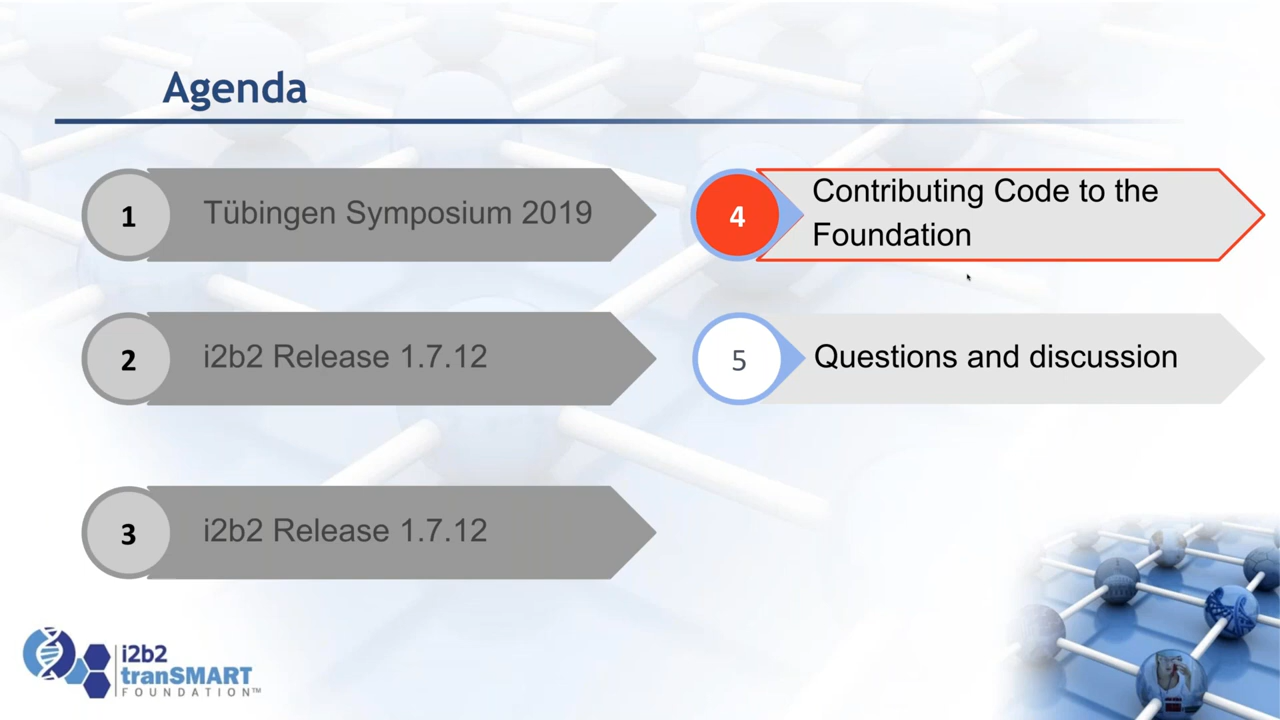 Agenda
1
Tübingen Symposium 2019
2
i2b2 Release 1.7.12
3
i2b2 Release 1.7.12
4
Contributing Code to the
Foundation
5
Questions and discussion
i2b2
tranSMART
FOUNDATION™